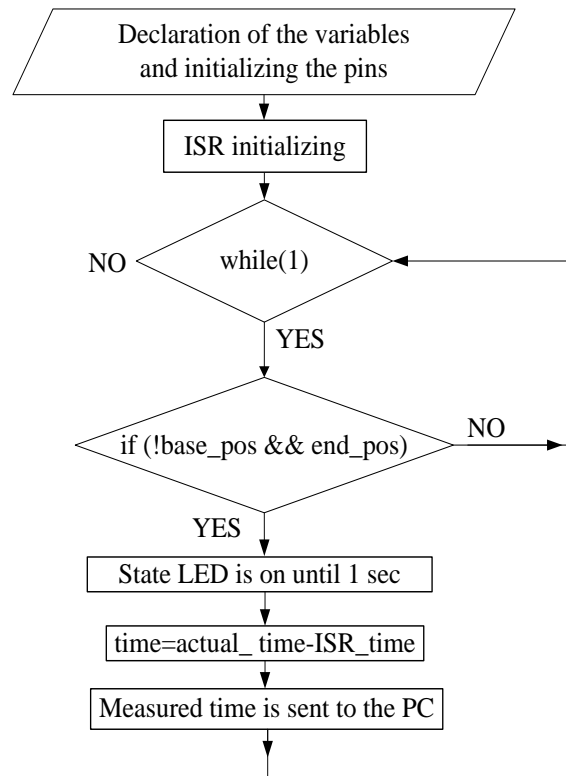 Declaration of the variables
and initializing the pins
ISR initializing
NO
while(1)
YES
if (!base_pos && end_pos)
NO
YES
State LED is on until 1 sec
time=actual_ time-ISR_time
Measured time is sent to the PC